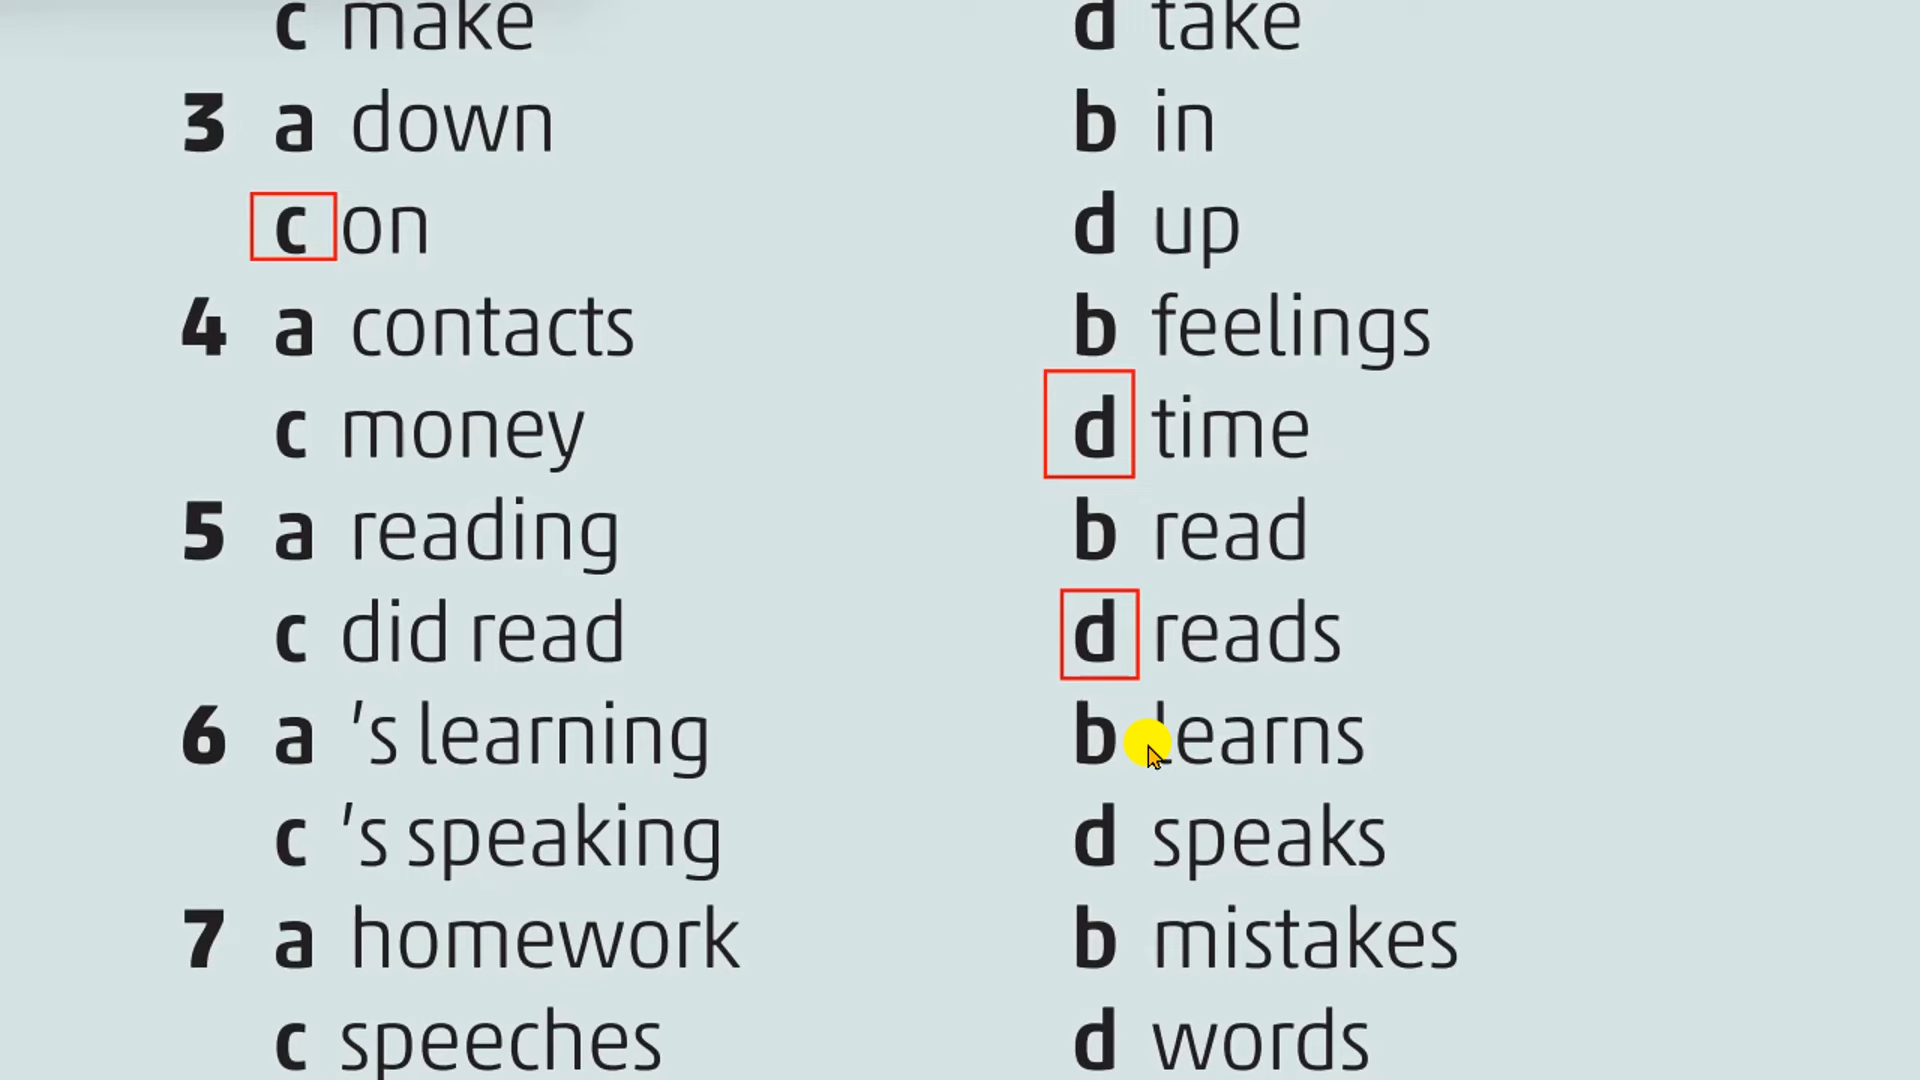 c make d take
3 a down b in
c on d up
4 a contacts b feelings
c money d time
5 a reading b read
c did read d reads
6 a 's learning b learns
c 's speaking d speaks
7 a homework b mistakes
c speeches d words